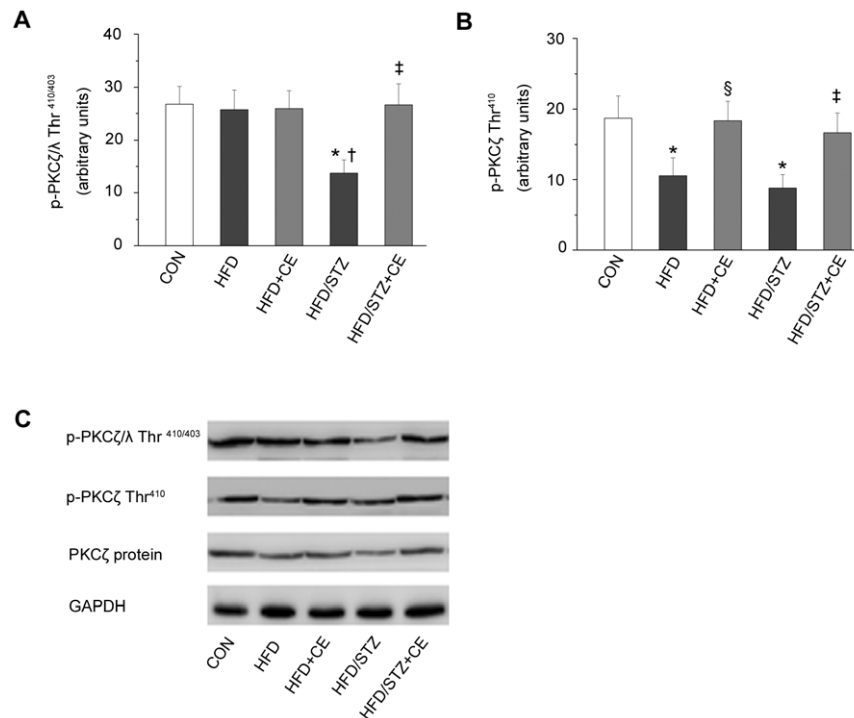 A
p-PKCζ/λ Thr 410/403
(arbitrary units)
40
30
20
10
0
* †
‡
CON
HFD
HFD+CE
HFD/STZ
HFD/STZ+CE
B
p-PKCζ Thr410
(arbitrary units)
30
20
10
0
*
§
*
‡
CON
HFD
HFD+CE
HFD/STZ
HFD/STZ+CE
C
p-PKCζ/λ Thr 410/403
p-PKCζ Thr410
PKCζ protein
GAPDH
CON
HFD
HFD+CE
HFD/STZ
HFD/STZ+CE